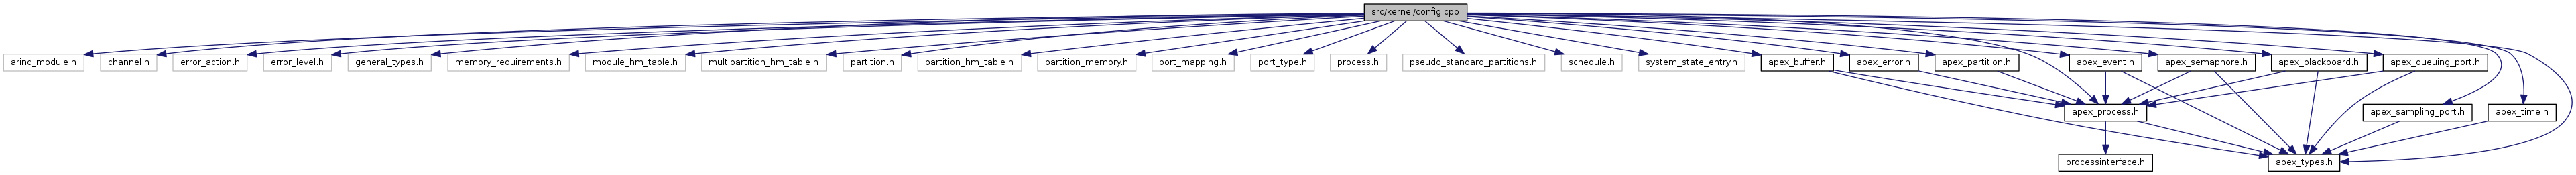 src/kernel/config.cpp
arinc_module.h
channel.h
error_action.h
error_level.h
general_types.h
memory_requirements.h
module_hm_table.h
multipartition_hm_table.h
partition.h
partition_hm_table.h
partition_memory.h
port_mapping.h
port_type.h
process.h
pseudo_standard_partitions.h
schedule.h
system_state_entry.h
apex_buffer.h
apex_error.h
apex_partition.h
apex_event.h
apex_semaphore.h
apex_blackboard.h
apex_queuing_port.h
apex_process.h
apex_sampling_port.h
apex_time.h
processinterface.h
apex_types.h